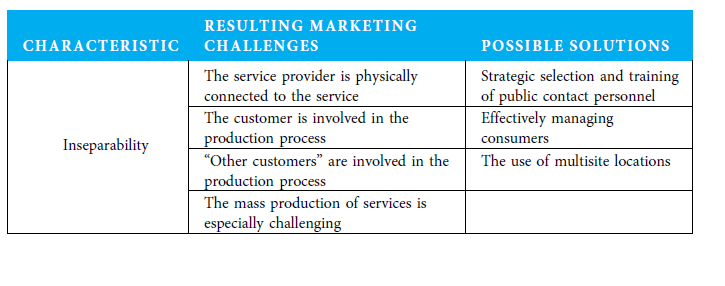 RESULTING MARKETING
CHARACTERISTIC CHALLENGES POSSIBLE SOLUTIONS
The service provider is physically Strategic selection and training
connected to the service of public contact personnel
The customer is involved in the Effectively managing
Inseparability production process consumers
“Other customers” are involved in the The use of multisite locations
production process
The mass production of services is
especially challenging